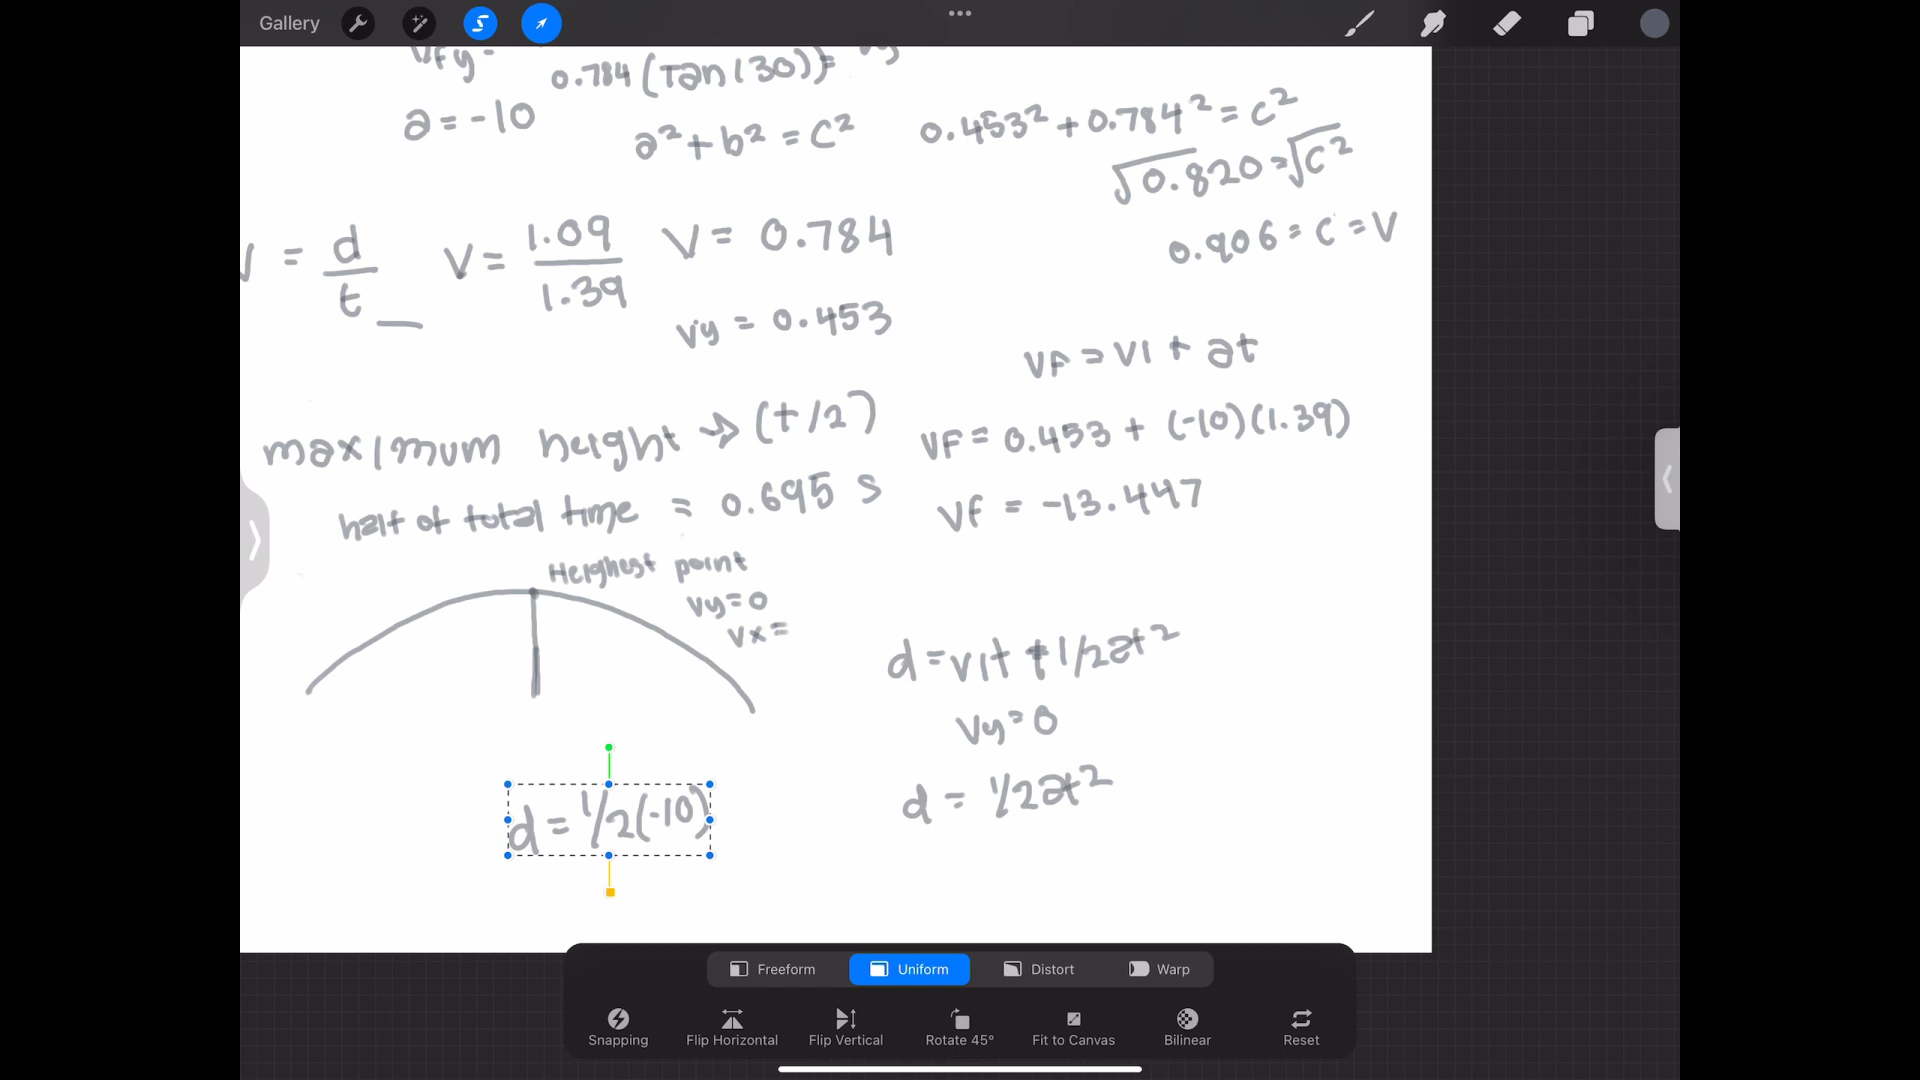 Gallery
vfy =
0.784 (Tan(30)) = vy
a = -10
a² + b² = c²
0.453² + 0.784² = c²
√0.820 = √c²
0.906 = c = V
V = d/t
V = 1.09/1.39
V = 0.784
vy = 0.453
VF = VI + at
maximum height → (t/2)
VF = 0.453 + (-10)(1.39)
half of total time = 0.695 s
VF = -13.447
Heighest point
vy = 0
vx =
d = vit + 1/2at²
Vy = 0
d = 1/2at²
d = 1/2(-10)
Freeform Uniform Distort Warp
Snapping Flip Horizontal Flip Vertical Rotate 45° Fit to Canvas Bilinear Reset